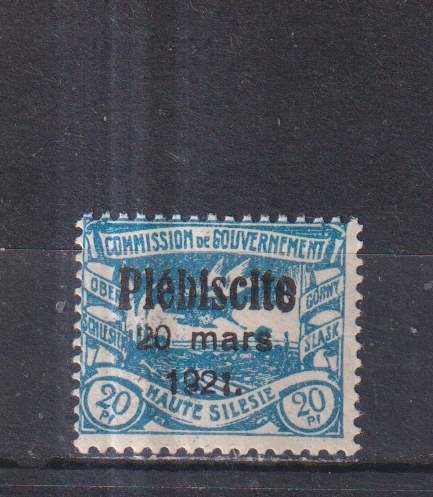 COMMISSION DE GOUVERNEMENT
Plébiscite
OBER
GÓRNY
20 mars
SCHLESIEN
ŚLĄSK
1921.
20 Pf
HAUTE SILESIE
20 Pf